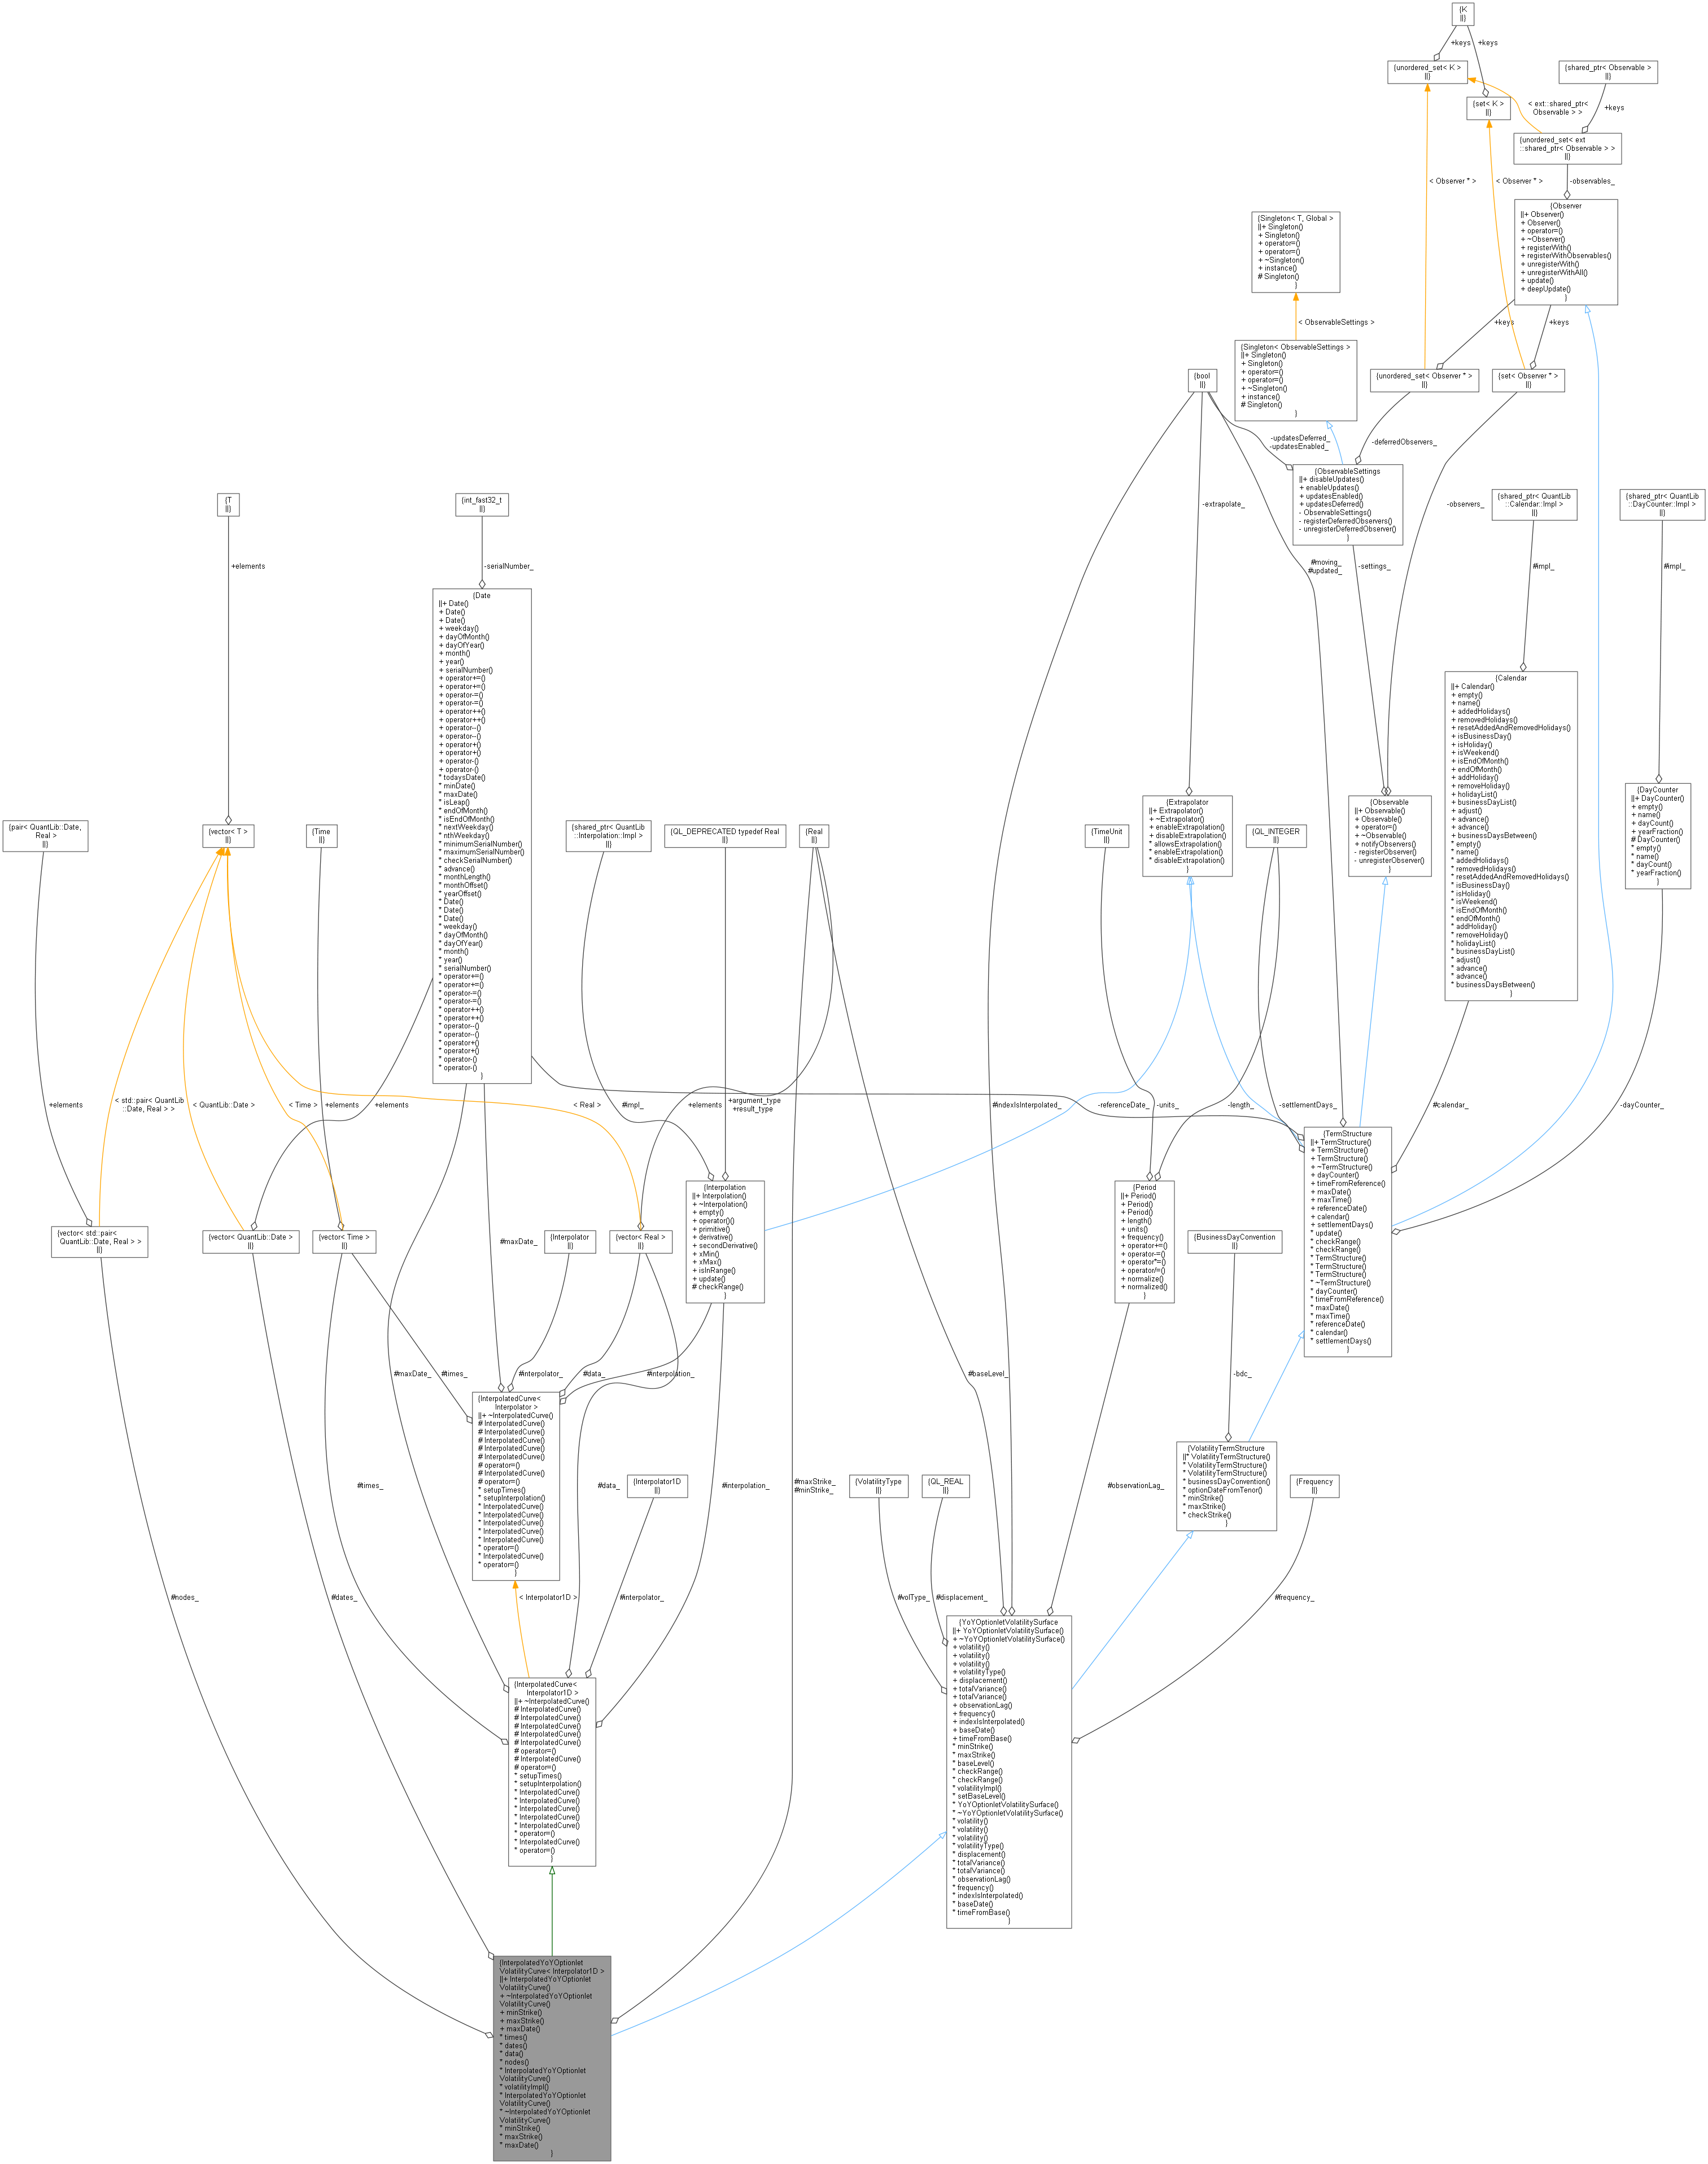 {K
||}
+keys
+keys
{unordered_set< K >
||}
{shared_ptr< Observable >
||}
{set< K >
||}
< ext::shared_ptr<
Observable > >
+keys
{unordered_set< ext
::shared_ptr< Observable > >
||}
< Observer * >
< Observer * >
-observables_
{Observer
||+ Observer()
+ Observer()
+ operator=()
+ ~Observer()
+ registerWith()
+ registerWithObservables()
+ unregisterWith()
+ unregisterWithAll()
+ update()
+ deepUpdate()
}
{Singleton< T, Global >
||+ Singleton()
+ Singleton()
+ operator=()
+ operator=()
+ ~Singleton()
+ instance()
# Singleton()
}
< ObservableSettings >
+keys
+keys
{Singleton< ObservableSettings >
||+ Singleton()
+ Singleton()
+ operator=()
+ operator=()
+ ~Singleton()
+ instance()
# Singleton()
}
{bool
||}
{unordered_set< Observer * >
||}
{set< Observer * >
||}
-updatesDeferred_
-updatesEnabled_
-deferredObservers_
{ObservableSettings
||+ disableUpdates()
+ enableUpdates()
+ updatesEnabled()
+ updatesDeferred()
- ObservableSettings()
- registerDeferredObservers()
- unregisterDeferredObserver()
}
-extrapolate_
-observers_
{T
||}
{int_fast32_t
||}
{shared_ptr< QuantLib
::Calendar::Impl >
||}
{shared_ptr< QuantLib
::DayCounter::Impl >
||}
+elements
-serialNumber_
#moving_
#updated_
-settings_
#impl_
#impl_
{Date
||+ Date()
+ Date()
+ Date()
+ weekday()
+ dayOfMonth()
+ dayOfYear()
+ month()
+ year()
+ serialNumber()
+ operator+=()
+ operator+=()
+ operator-=()
+ operator-=()
+ operator++()
+ operator++()
+ operator--()
+ operator--()
+ operator+()
+ operator+()
+ operator-()
+ operator-()
* todaysDate()
* minDate()
* maxDate()
* isLeap()
* endOfMonth()
* isEndOfMonth()
* nextWeekday()
* nthWeekday()
* minimumSerialNumber()
* maximumSerialNumber()
* checkSerialNumber()
* advance()
* monthLength()
* monthOffset()
* yearOffset()
* Date()
* Date()
* Date()
* weekday()
* dayOfMonth()
* dayOfYear()
* month()
* year()
* serialNumber()
* operator+=()
* operator+=()
* operator-=()
* operator-=()
* operator++()
* operator++()
* operator--()
* operator--()
* operator+()
* operator+()
* operator-()
* operator-()
}
{Calendar
||+ Calendar()
+ empty()
+ name()
+ addedHolidays()
+ removedHolidays()
+ resetAddedAndRemovedHolidays()
+ isBusinessDay()
+ isHoliday()
+ isWeekend()
+ isEndOfMonth()
+ endOfMonth()
+ addHoliday()
+ removeHoliday()
+ holidayList()
+ businessDayList()
+ adjust()
+ advance()
+ advance()
+ businessDaysBetween()
* empty()
* name()
* addedHolidays()
* removedHolidays()
* resetAddedAndRemovedHolidays()
* isBusinessDay()
* isHoliday()
* isWeekend()
* isEndOfMonth()
* endOfMonth()
* addHoliday()
* removeHoliday()
* holidayList()
* businessDayList()
* adjust()
* advance()
* advance()
* businessDaysBetween()
}
{DayCounter
||+ DayCounter()
+ empty()
+ name()
+ dayCount()
+ yearFraction()
# DayCounter()
* empty()
* name()
* dayCount()
* yearFraction()
}
{Extrapolator
||+ Extrapolator()
+ ~Extrapolator()
+ enableExtrapolation()
+ disableExtrapolation()
* allowsExtrapolation()
* enableExtrapolation()
* disableExtrapolation()
}
{Observable
||+ Observable()
+ Observable()
+ operator=()
+ ~Observable()
+ notifyObservers()
- registerObserver()
- unregisterObserver()
}
{pair< QuantLib::Date,
Real >
||}
{vector< T >
||}
{Time
||}
{shared_ptr< QuantLib
::Interpolation::Impl >
||}
{QL_DEPRECATED typedef Real
||}
{Real
||}
{TimeUnit
||}
{QL_INTEGER
||}
+elements
< std::pair< QuantLib
::Date, Real > >
< QuantLib::Date >
< Time >
+elements
+elements
< Real >
#impl_
+elements
+argument_type
+result_type
#indexIsInterpolated_
-referenceDate_
-units_
-length_
-settlementDays_
#calendar_
-dayCounter_
{TermStructure
||+ TermStructure()
+ TermStructure()
+ TermStructure()
+ ~TermStructure()
+ dayCounter()
+ timeFromReference()
+ maxDate()
+ maxTime()
+ referenceDate()
+ calendar()
+ settlementDays()
* update()
* checkRange()
* checkRange()
* TermStructure()
* TermStructure()
* TermStructure()
* ~TermStructure()
* dayCounter()
* timeFromReference()
* maxDate()
* maxTime()
* referenceDate()
* calendar()
* settlementDays()
}
{Interpolation
||+ Interpolation()
+ ~Interpolation()
+ empty()
+ operator()()
+ primitive()
+ derivative()
+ secondDerivative()
+ xMin()
+ xMax()
+ isInRange()
+ update()
# checkRange()
}
{Period
||+ Period()
+ Period()
+ Period()
+ length()
+ units()
+ frequency()
+ operator+=()
+ operator-=()
+ operator*=()
+ operator/=()
+ normalize()
+ normalized()
}
{vector< std::pair<
QuantLib::Date, Real > >
||}
{vector< QuantLib::Date >
||}
{vector< Time >
||}
#maxDate_
{Interpolator
||}
{vector< Real >
||}
{BusinessDayConvention
||}
#maxDate_
#times_
#interpolator_
#data_
#interpolation_
#baseLevel_
-bdc_
{InterpolatedCurve<
Interpolator >
||+ ~InterpolatedCurve()
# InterpolatedCurve()
# InterpolatedCurve()
# InterpolatedCurve()
# InterpolatedCurve()
# InterpolatedCurve()
# operator=()
# InterpolatedCurve()
# operator=()
* setupTimes()
* setupInterpolation()
* InterpolatedCurve()
* InterpolatedCurve()
* InterpolatedCurve()
* InterpolatedCurve()
* InterpolatedCurve()
* operator=()
* InterpolatedCurve()
* operator=()
}
{VolatilityTermStructure
||* VolatilityTermStructure()
* VolatilityTermStructure()
* VolatilityTermStructure()
* businessDayConvention()
* optionDateFromTenor()
* minStrike()
* maxStrike()
* checkStrike()
}
#times_
#data_
{Interpolator1D
||}
#interpolation_
#maxStrike_
#minStrike_
{VolatilityType
||}
{QL_REAL
||}
#observationLag_
{Frequency
||}
#nodes_
#dates_
< Interpolator1D >
#interpolator_
#volType_
#displacement_
#frequency_
{YoYOptionletVolatilitySurface
||+ YoYOptionletVolatilitySurface()
+ ~YoYOptionletVolatilitySurface()
+ volatility()
+ volatility()
+ volatility()
+ volatilityType()
+ displacement()
+ totalVariance()
+ totalVariance()
+ observationLag()
+ frequency()
+ indexIsInterpolated()
+ baseDate()
+ timeFromBase()
* minStrike()
* maxStrike()
* baseLevel()
* checkRange()
* checkRange()
* volatilityImpl()
* setBaseLevel()
* YoYOptionletVolatilitySurface()
* ~YoYOptionletVolatilitySurface()
* volatility()
* volatility()
* volatility()
* volatilityType()
* displacement()
* totalVariance()
* totalVariance()
* observationLag()
* frequency()
* indexIsInterpolated()
* baseDate()
* timeFromBase()
}
{InterpolatedCurve<
Interpolator1D >
||+ ~InterpolatedCurve()
# InterpolatedCurve()
# InterpolatedCurve()
# InterpolatedCurve()
# InterpolatedCurve()
# InterpolatedCurve()
# operator=()
# InterpolatedCurve()
# operator=()
* setupTimes()
* setupInterpolation()
* InterpolatedCurve()
* InterpolatedCurve()
* InterpolatedCurve()
* InterpolatedCurve()
* InterpolatedCurve()
* operator=()
* InterpolatedCurve()
* operator=()
}
{InterpolatedYoYOptionlet
VolatilityCurve< Interpolator1D >
||+ InterpolatedYoYOptionlet
VolatilityCurve()
+ ~InterpolatedYoYOptionlet
VolatilityCurve()
+ minStrike()
+ maxStrike()
+ maxDate()
* times()
* dates()
* data()
* nodes()
* InterpolatedYoYOptionlet
VolatilityCurve()
* volatilityImpl()
* InterpolatedYoYOptionlet
VolatilityCurve()
* ~InterpolatedYoYOptionlet
VolatilityCurve()
* minStrike()
* maxStrike()
* maxDate()
}